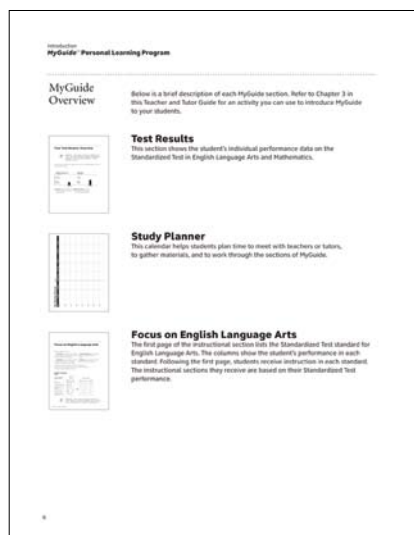 Introduction
MyGuide™ Personal Learning Program
MyGuide
Overview
Below is a brief description of each MyGuide section. Refer to Chapter 3 in
this Teacher and Tutor Guide for an activity you can use to introduce MyGuide
to your students.
Test Results
This section shows the student's individual performance data on the
Standardized Test in English Language Arts and Mathematics.
Study Planner
This calendar helps students plan time to meet with teachers or tutors,
to gather materials, and to work through the sections of MyGuide.
Focus on English Language Arts
Focus on English Language Arts
The first page of the instructional section lists the Standardized Test standard for
English Language Arts. The columns show the student's performance in each
standard. Following the first page, students receive instruction in each standard.
The instructional sections they receive are based on their Standardized Test
performance.